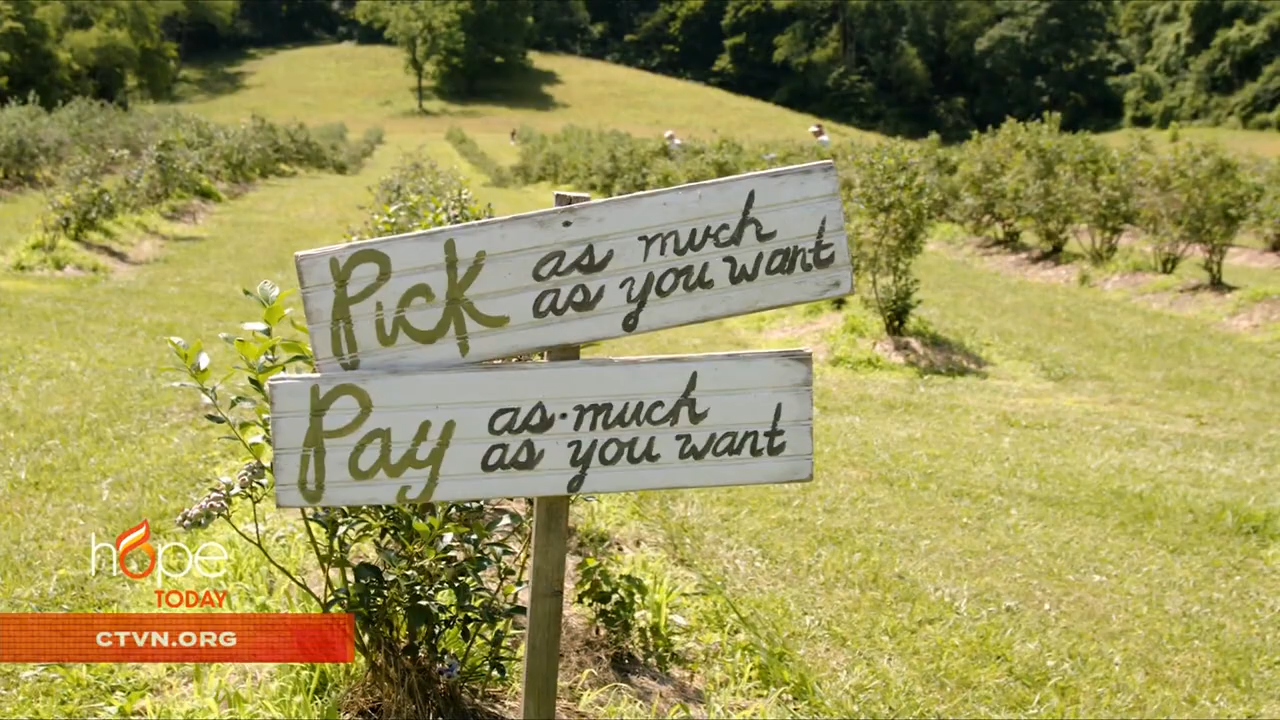 Pick as much
as you want
Pay as much
as you want
hope
TODAY
CTVN.ORG